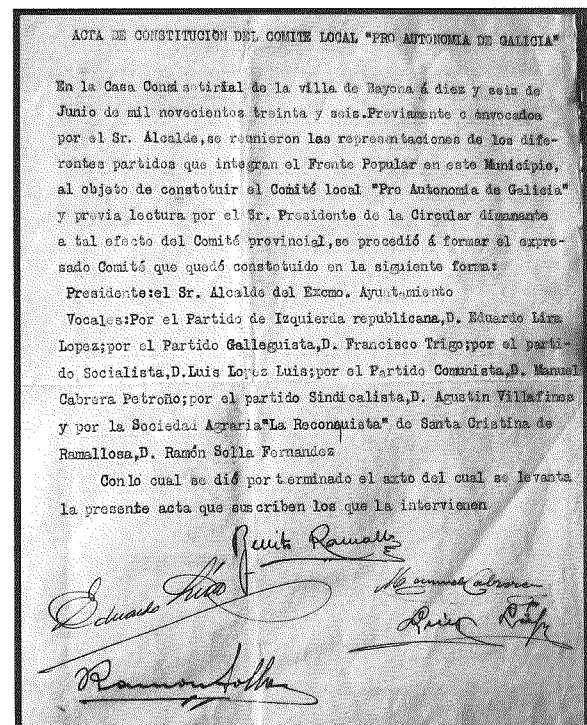 ACTA DE CONSTITUCIÓN DEL COMITE LOCAL "PRO AUTONOMIA DE GALICIA"
En la Casa Consistirial de la villa de Bayona á diez y seis de
Junio de mil novecientos treinta y seis.Previamente c onvocados
por el Sr. Alcalde,se reunieron las representaciones de los dife-
rentes partidos que integran el Frente Popular en este Municipio,
al objeto de constotuir el Comité local "Pro Autonomia de Galicia"
y previa lectura por el Sr. Presidente de la Circular dimanante
a tal efecto del Comité provincial,se procedió á formar el expre-
sado Comité que quedó constotuido en la siguiente forma:
Presidente:el Sr. Alcalde del Excmo. Ayuntamiento
Vocales:Por el Partido de Izquierda republicana,D. Eduardo Lira
Lopez;por el Partido Galleguista,D. Francisco Trigo;por el parti-
do Socialista,D.Luis Lopez Luis;por el Partido Comunista,D. Manuel
Cabrera Petroño;por el partido Sindicalista,D. Agustin Villafines
y por la Sociedad Agraria"La Reconquista" de Santa Cristina de
Ramallosa,D. Ramón Solla Fernandez
Conlo cual se dió por terminado el axto del cual se levanta
la presente acta que suscriben los que la intervienen
Benito Ramallo
Eduardo Lira
Manuel Cabrera
Luis
Ramon Solla